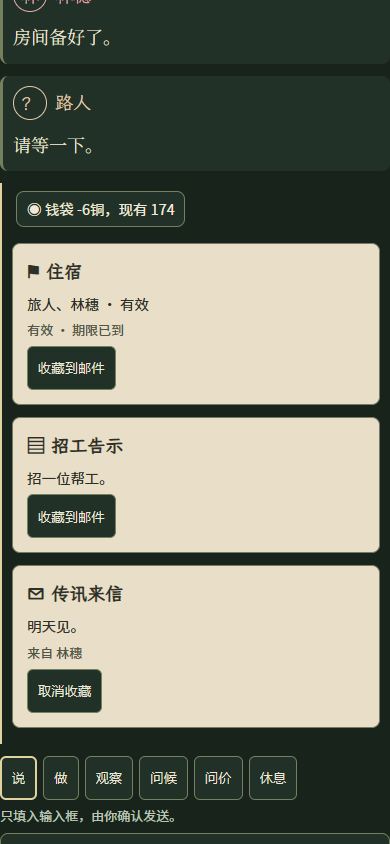 林 林穗
房间备好了。
? 路人
请等一下。
◉ 钱袋 -6铜，现有 174
住宿
旅人、林穗 · 有效
有效 · 期限已到
收藏到邮件
招工告示
招一位帮工。
收藏到邮件
传讯来信
明天见。
来自 林穗
取消收藏
说 做 观察 问候 问价 休息
只填入输入框，由你确认发送。